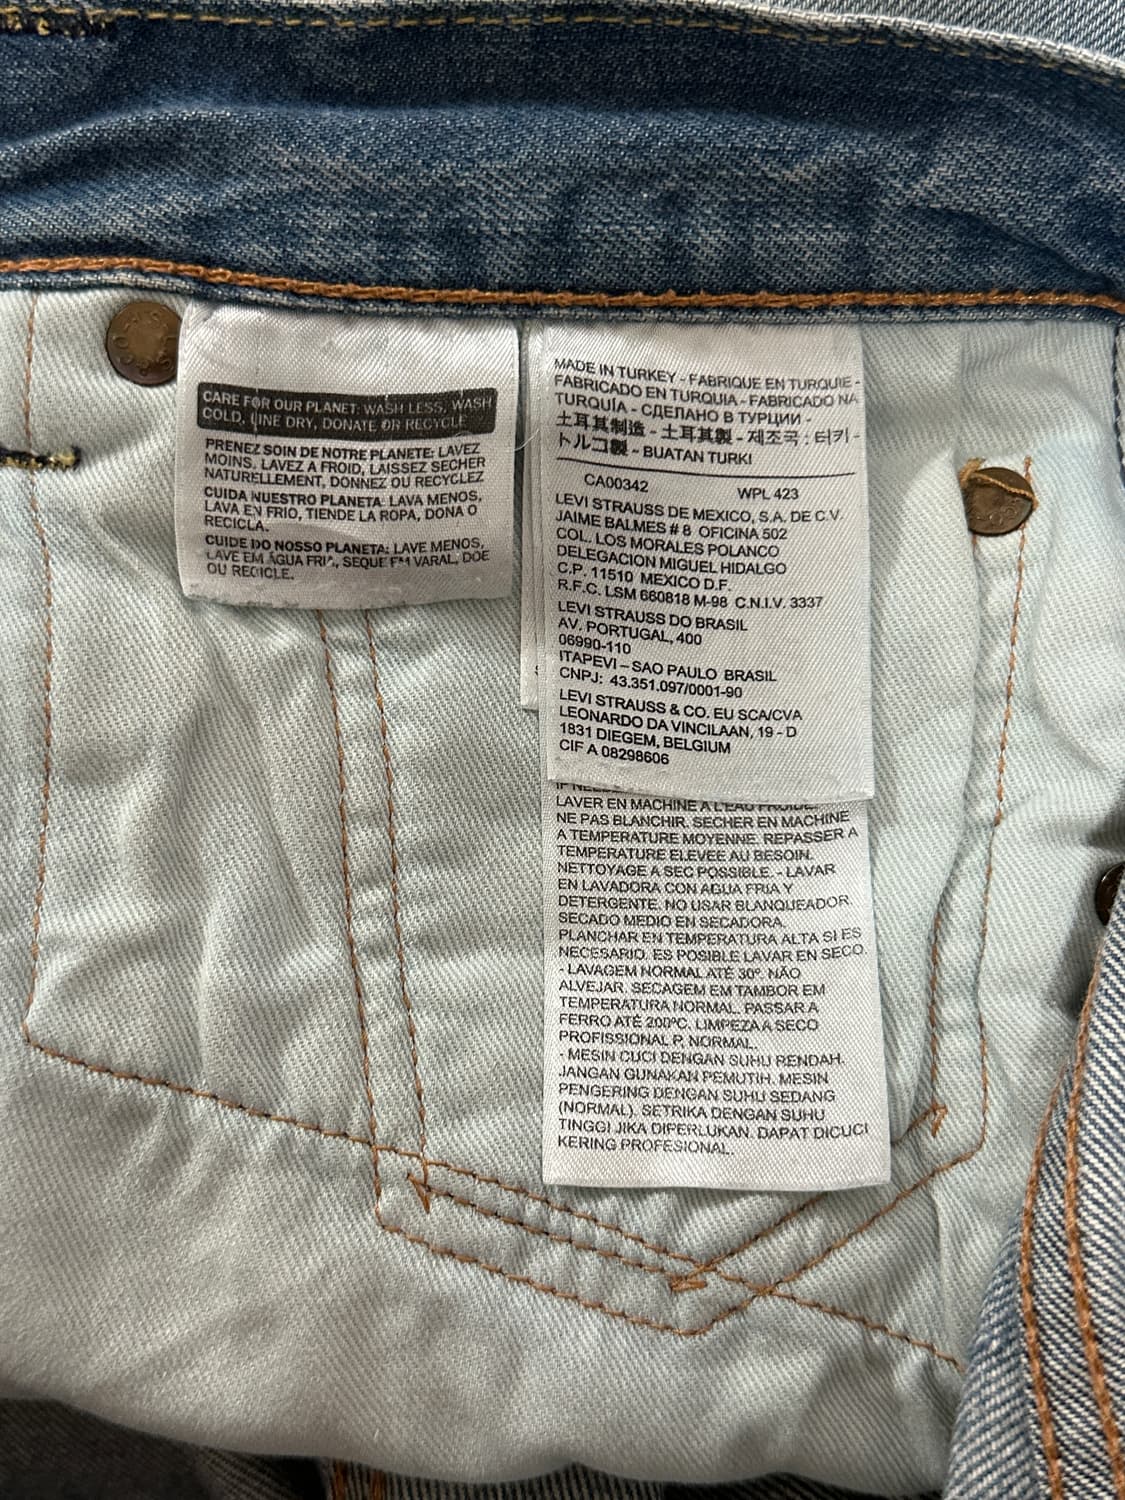 CARE FOR OUR PLANET: WASH LESS, WASH
COLD, LINE DRY, DONATE OR RECYCLE
PRENEZ SOIN DE NOTRE PLANETE: LAVEZ
MOINS, LAVEZ A FROID, LAISSEZ SECHER
NATURELLEMENT, DONNEZ OU RECYCLEZ
CUIDA NUESTRO PLANETA: LAVA MENOS,
LAVA EN FRIO, TIENDE LA ROPA, DONA O
RECICLA.
CUIDE DO NOSSO PLANETA: LAVE MENOS,
LAVE EM ÁGUA FRIA, SEQUE EM VARAL, DOE
OU RECICLE.
MADE IN TURKEY - FABRIQUE EN TURQUIE -
FABRICADO EN TURQUIA - FABRICADO NA
TURQUÍA - СДЕЛАНО В ТУРЦИИ -
土耳其制造 - 土耳其製 - 제조국 : 터키 -
トルコ製 - BUATAN TURKI
CA00342 WPL 423
LEVI STRAUSS DE MEXICO, S.A. DE C.V.
JAIME BALMES # 8 OFICINA 502
COL. LOS MORALES POLANCO
DELEGACION MIGUEL HIDALGO
C.P. 11510 MEXICO D.F.
R.F.C. LSM 660818 M-98 C.N.I.V. 3337
LEVI STRAUSS DO BRASIL
AV. PORTUGAL, 400
06990-110
ITAPEVI – SAO PAULO BRASIL
CNPJ: 43.351.097/0001-90
LEVI STRAUSS & CO. EU SCA/CVA
LEONARDO DA VINCILAAN, 19 - D
1831 DIEGEM, BELGIUM
CIF A 08298606
LAVER EN MACHINE A L'EAU FROIDE.
NE PAS BLANCHIR. SECHER EN MACHINE
A TEMPERATURE MOYENNE. REPASSER A
TEMPERATURE ELEVEE AU BESOIN.
NETTOYAGE A SEC POSSIBLE. - LAVAR
EN LAVADORA CON AGUA FRIA Y
DETERGENTE. NO USAR BLANQUEADOR.
SECADO MEDIO EN SECADORA.
PLANCHAR EN TEMPERATURA ALTA SI ES
NECESARIO. ES POSIBLE LAVAR EN SECO.
- LAVAGEM NORMAL ATÉ 30º. NÃO
ALVEJAR. SECAGEM EM TAMBOR EM
TEMPERATURA NORMAL. PASSAR A
FERRO ATÉ 200ºC. LIMPEZA A SECO
PROFISSIONAL P, NORMAL.
- MESIN CUCI DENGAN SUHU RENDAH.
JANGAN GUNAKAN PEMUTIH. MESIN
PENGERING DENGAN SUHU SEDANG
(NORMAL). SETRIKA DENGAN SUHU
TINGGI JIKA DIPERLUKAN. DAPAT DICUCI
KERING PROFESIONAL.